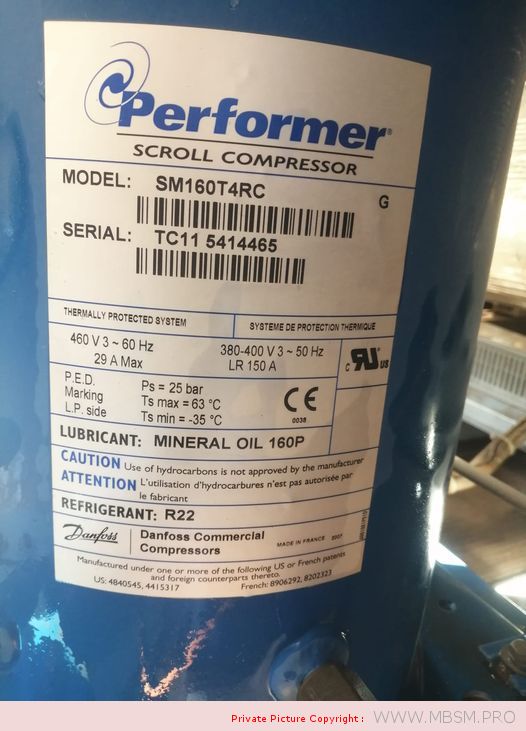 Performer®
SCROLL COMPRESSOR
MODEL: SM160T4RC
G
SERIAL: TC11 5414465
THERMALLY PROTECTED SYSTEM
SYSTEME DE PROTECTION THERMIQUE
460 V 3 ~ 60 Hz
29 A Max
380-400 V 3 ~ 50 Hz
LR 150 A
c RU US
P.E.D.
Marking
L.P. side
Ps = 25 bar
Ts max = 63 °C
Ts min = -35 °C
CE
0038
LUBRICANT: MINERAL OIL 160P
CAUTION Use of hydrocarbons is not approved by the manufacturer
ATTENTION L'utilisation d'hydrocarbures n'est pas autorisée par
le fabricant
REFRIGERANT: R22
Danfoss
Danfoss Commercial
Compressors
MADE IN FRANCE 2007
Manufactured under one or more of the following US or French patents
and foreign counterparts thereto.
US: 4840545, 4415317
French: 8906292, 8202323
Private Picture Copyright :
WWW.MBSM.PRO